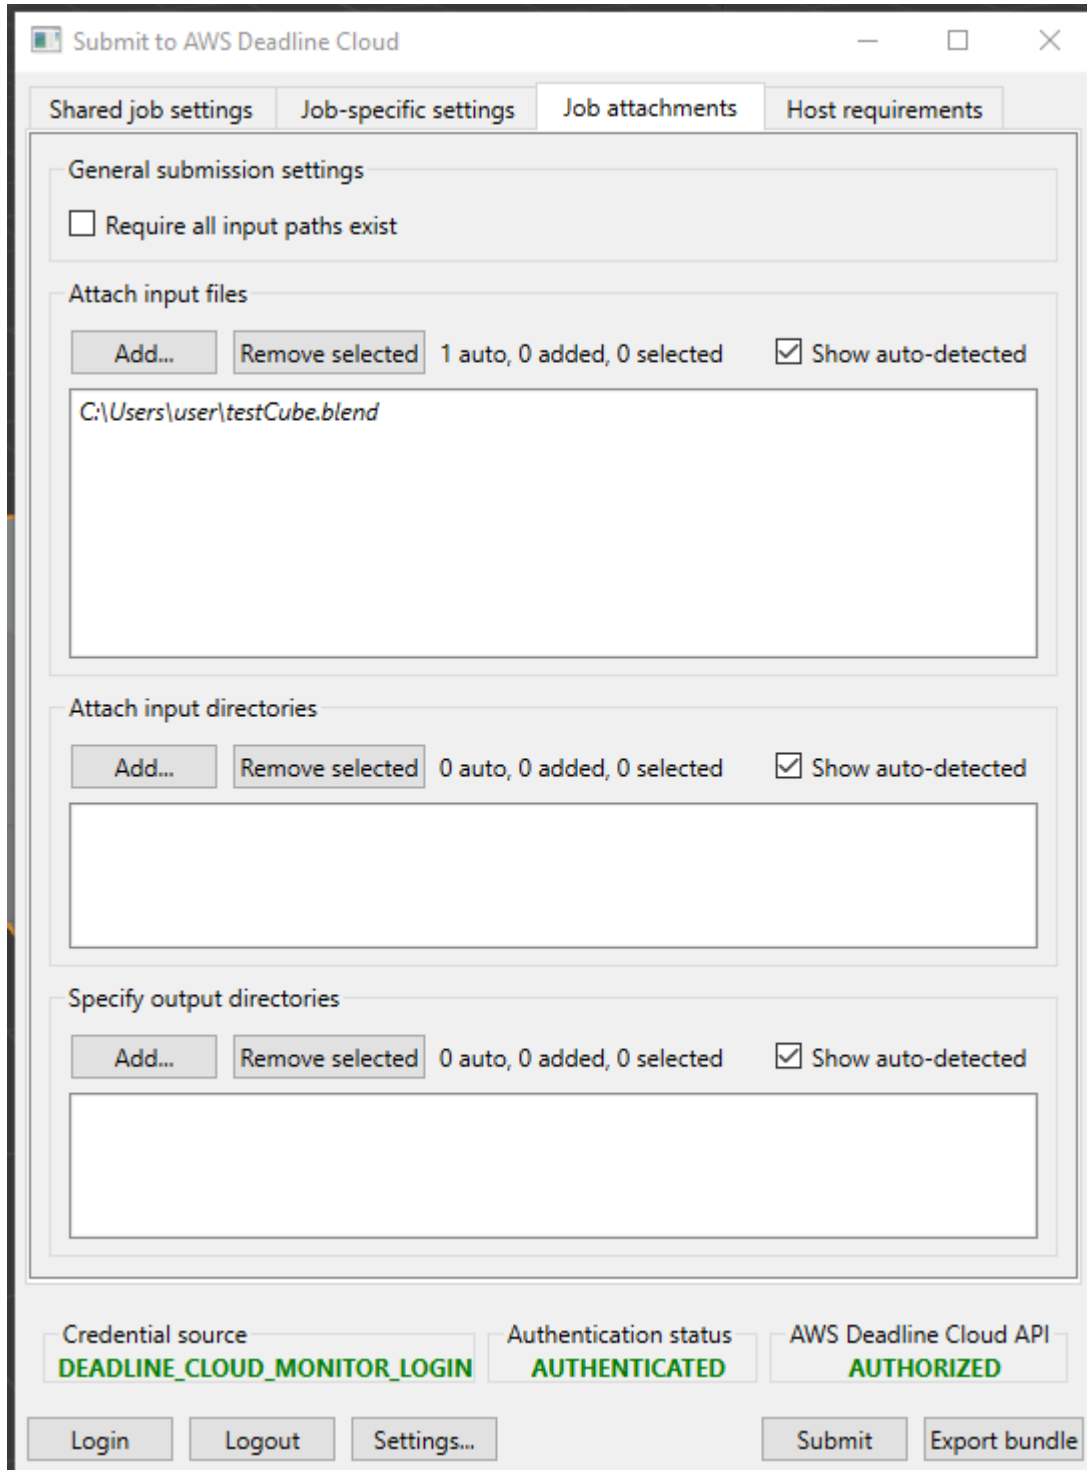 Submit to AWS Deadline Cloud
Shared job settings Job-specific settings Job attachments Host requirements
General submission settings
Require all input paths exist
Attach input files
Add... Remove selected 1 auto, 0 added, 0 selected Show auto-detected
C:\Users\user\testCube.blend
Attach input directories
Add... Remove selected 0 auto, 0 added, 0 selected Show auto-detected
Specify output directories
Add... Remove selected 0 auto, 0 added, 0 selected Show auto-detected
Credential source Authentication status AWS Deadline Cloud API
DEADLINE_CLOUD_MONITOR_LOGIN AUTHENTICATED AUTHORIZED
Login Logout Settings... Submit Export bundle